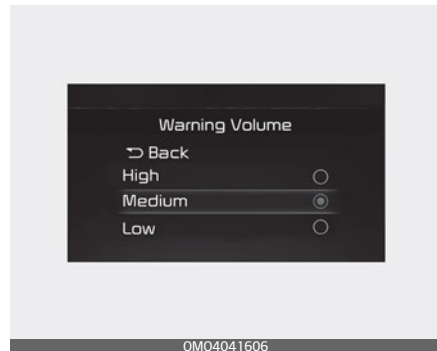 Warning Volume
Back
High
Medium
Low
OMO4041606